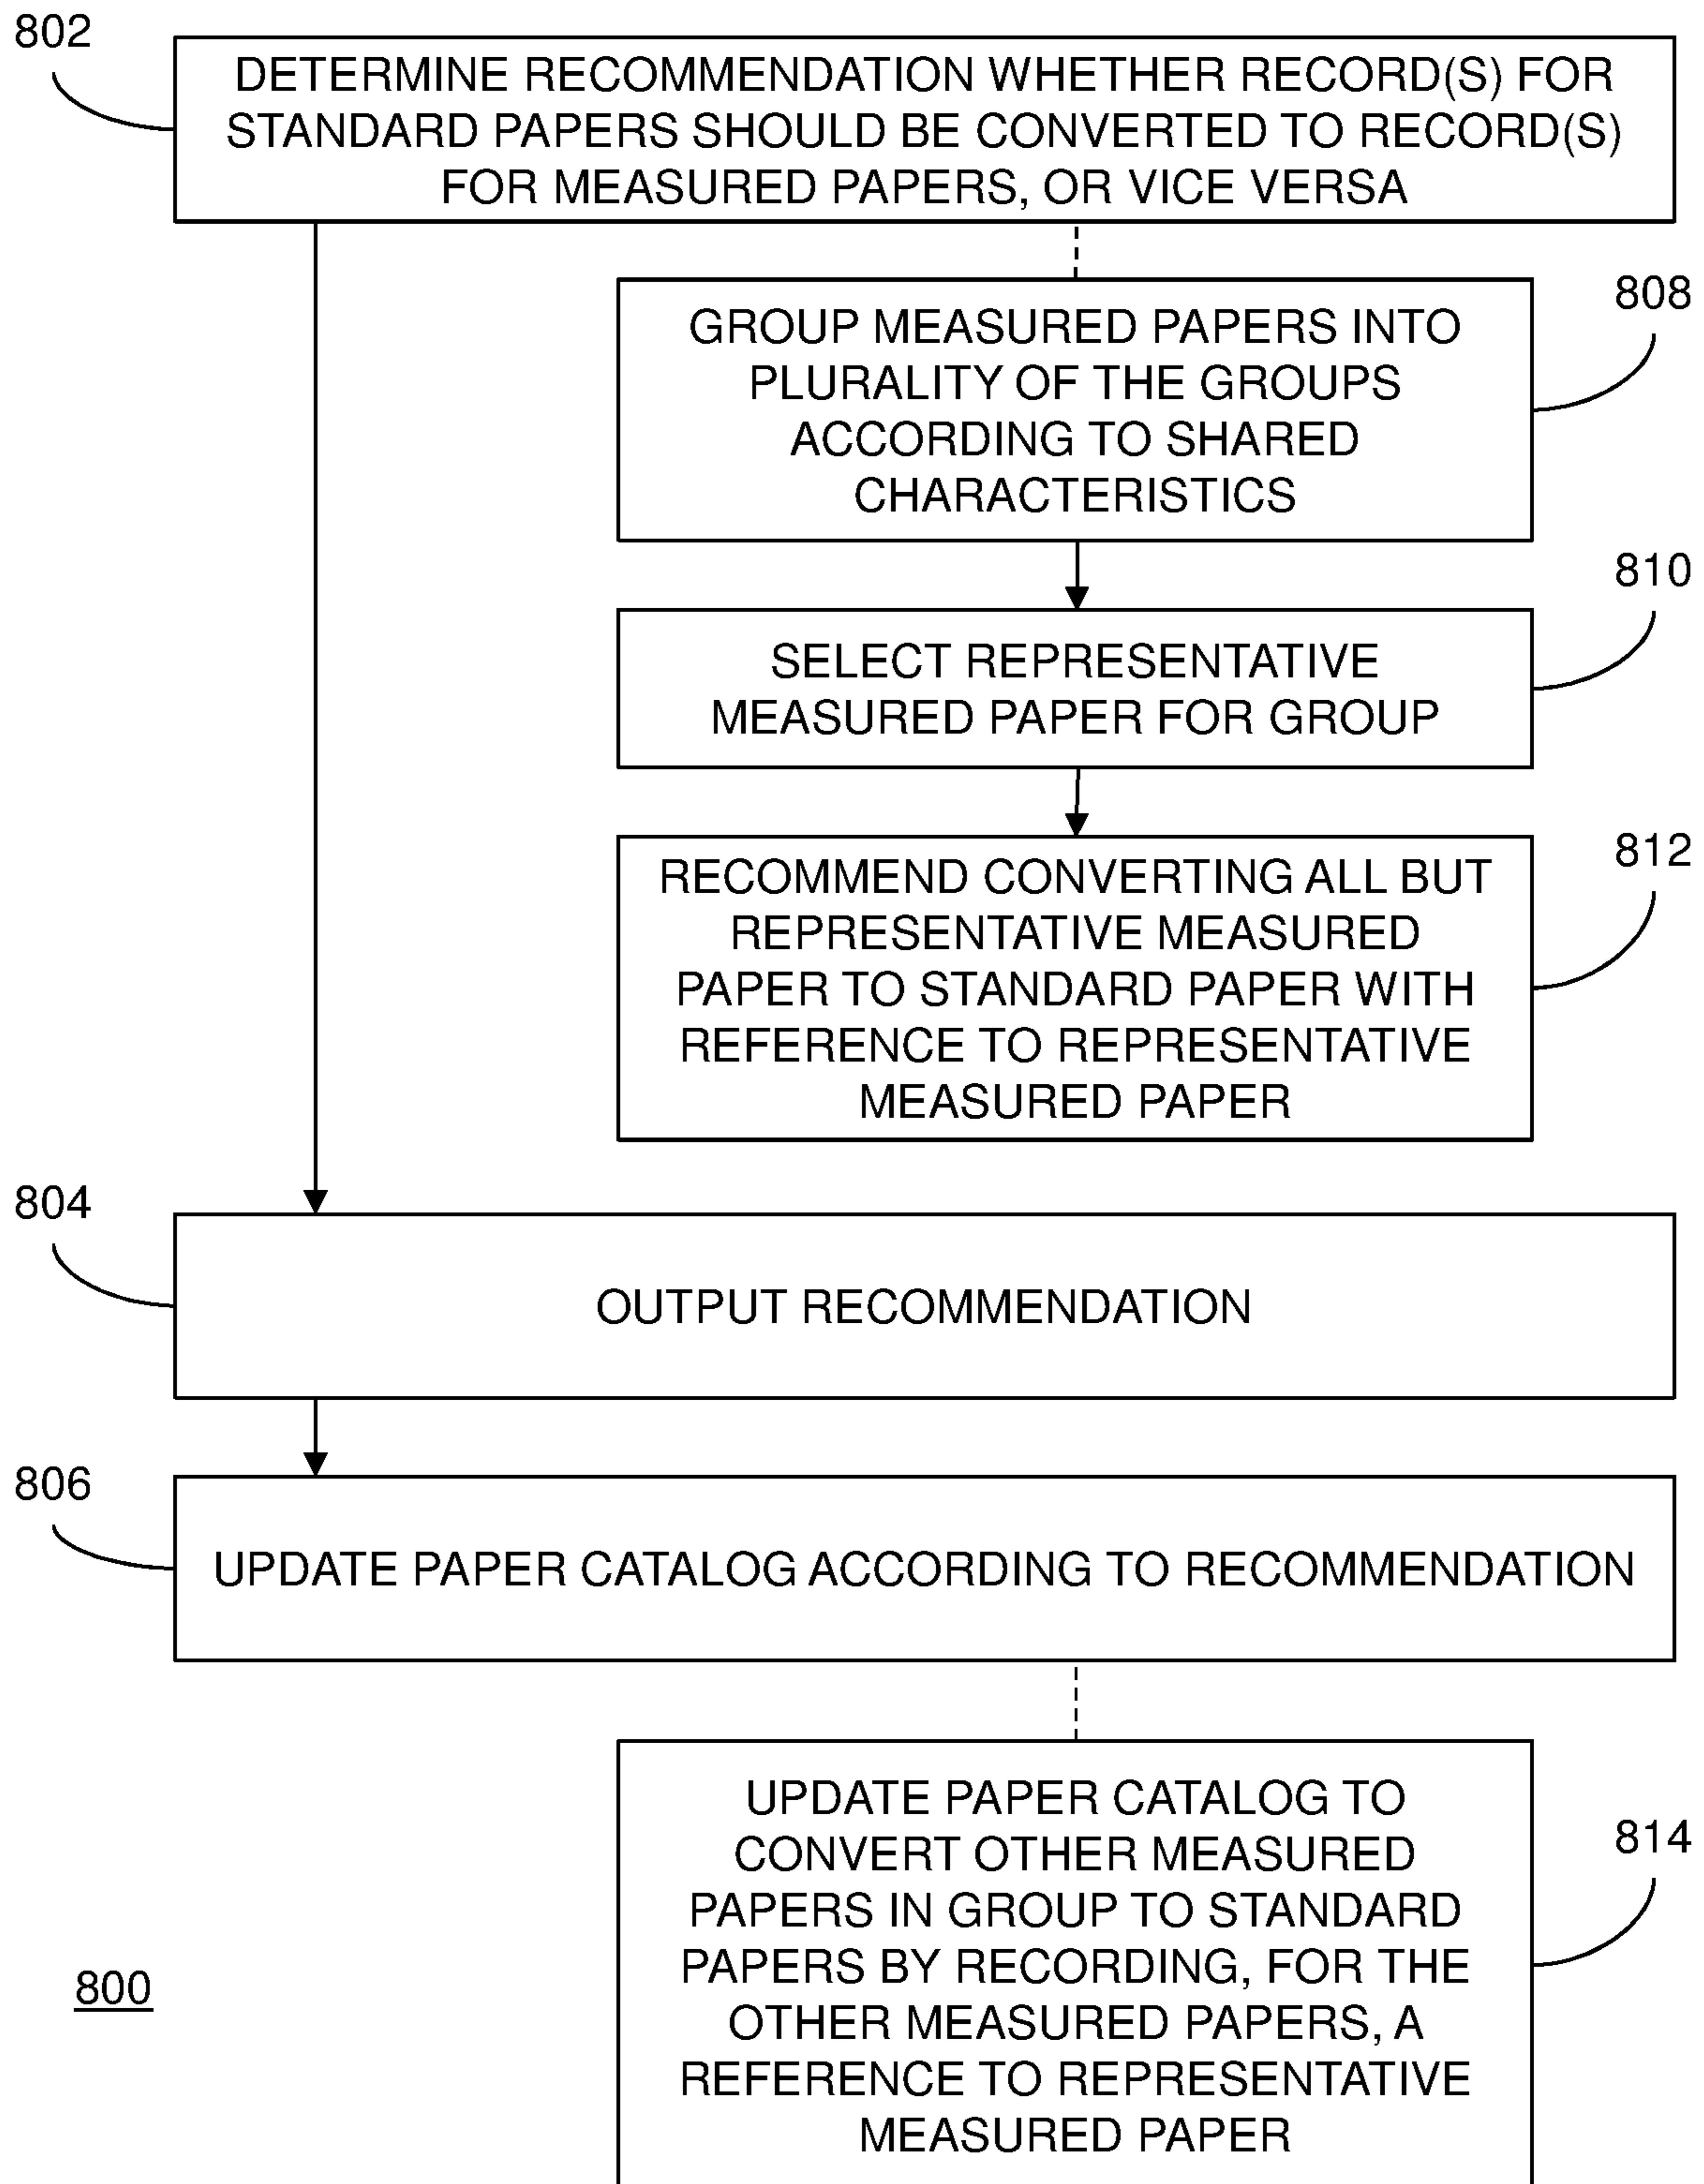 802
DETERMINE RECOMMENDATION WHETHER RECORD(S) FOR
STANDARD PAPERS SHOULD BE CONVERTED TO RECORD(S)
FOR MEASURED PAPERS, OR VICE VERSA
808
GROUP MEASURED PAPERS INTO
PLURALITY OF THE GROUPS
ACCORDING TO SHARED
CHARACTERISTICS
810
SELECT REPRESENTATIVE
MEASURED PAPER FOR GROUP
812
RECOMMEND CONVERTING ALL BUT
REPRESENTATIVE MEASURED
PAPER TO STANDARD PAPER WITH
REFERENCE TO REPRESENTATIVE
MEASURED PAPER
804
OUTPUT RECOMMENDATION
806
UPDATE PAPER CATALOG ACCORDING TO RECOMMENDATION
814
UPDATE PAPER CATALOG TO
CONVERT OTHER MEASURED
PAPERS IN GROUP TO STANDARD
PAPERS BY RECORDING, FOR THE
OTHER MEASURED PAPERS, A
REFERENCE TO REPRESENTATIVE
MEASURED PAPER
800